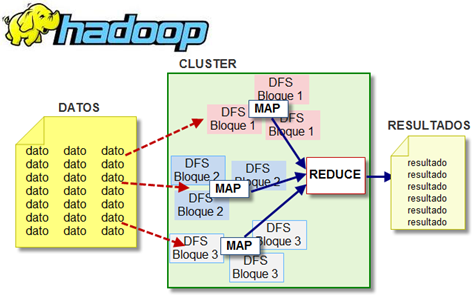 hadoop
CLUSTER
DATOS
RESULTADOS
DFS
Bloque 1
DFS
Bloque 1
DFS
Bloque 1
MAP
dato dato dato
dato dato dato
dato dato dato
dato dato dato
dato dato dato
dato dato dato
dato dato dato
DFS
Bloque 2
DFS
Bloque 2
DFS
Bloque 2
MAP
REDUCE
DFS
Bloque 3
DFS
Bloque 3
DFS
Bloque 3
MAP
resultado
resultado
resultado
resultado
resultado
resultado